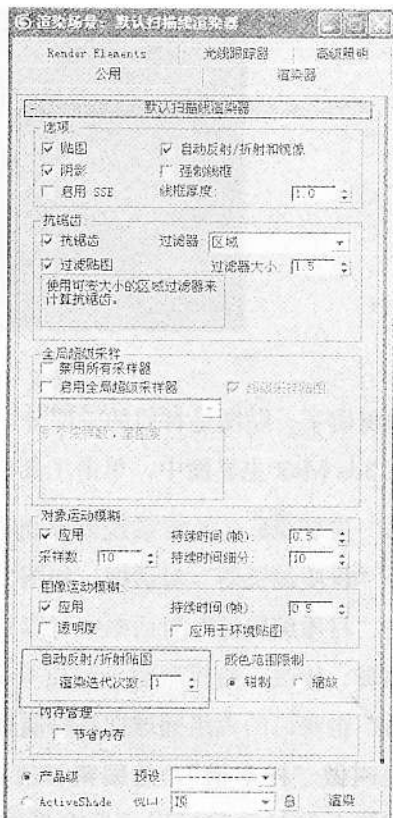 渲染场景: 默认扫描线渲染器
Render Elements 光线跟踪器 高级照明
公用 渲染器
- 默认扫描线渲染器
选项:
贴图 自动反射/折射和镜像
阴影 强制线框
启用 SSE 线框厚度: 1.0
抗锯齿:
抗锯齿 过滤器: 区域
过滤贴图 过滤器大小: 1.5
使用可变大小的区域过滤器来
计算抗锯齿。
全局超级采样
禁用所有采样器
启用全局超级采样器 超级采样贴图
对象运动模糊:
应用 持续时间(帧): 0.5
采样数: 10 持续时间细分: 10
图像运动模糊:
应用 持续时间(帧): 0.5
透明度 应用于环境贴图
自动反射/折射贴图 颜色范围限制
渲染迭代次数: 1 钳制 缩放
内存管理
节省内存
产品级 预设:
ActiveShade 视口: 顶 渲染